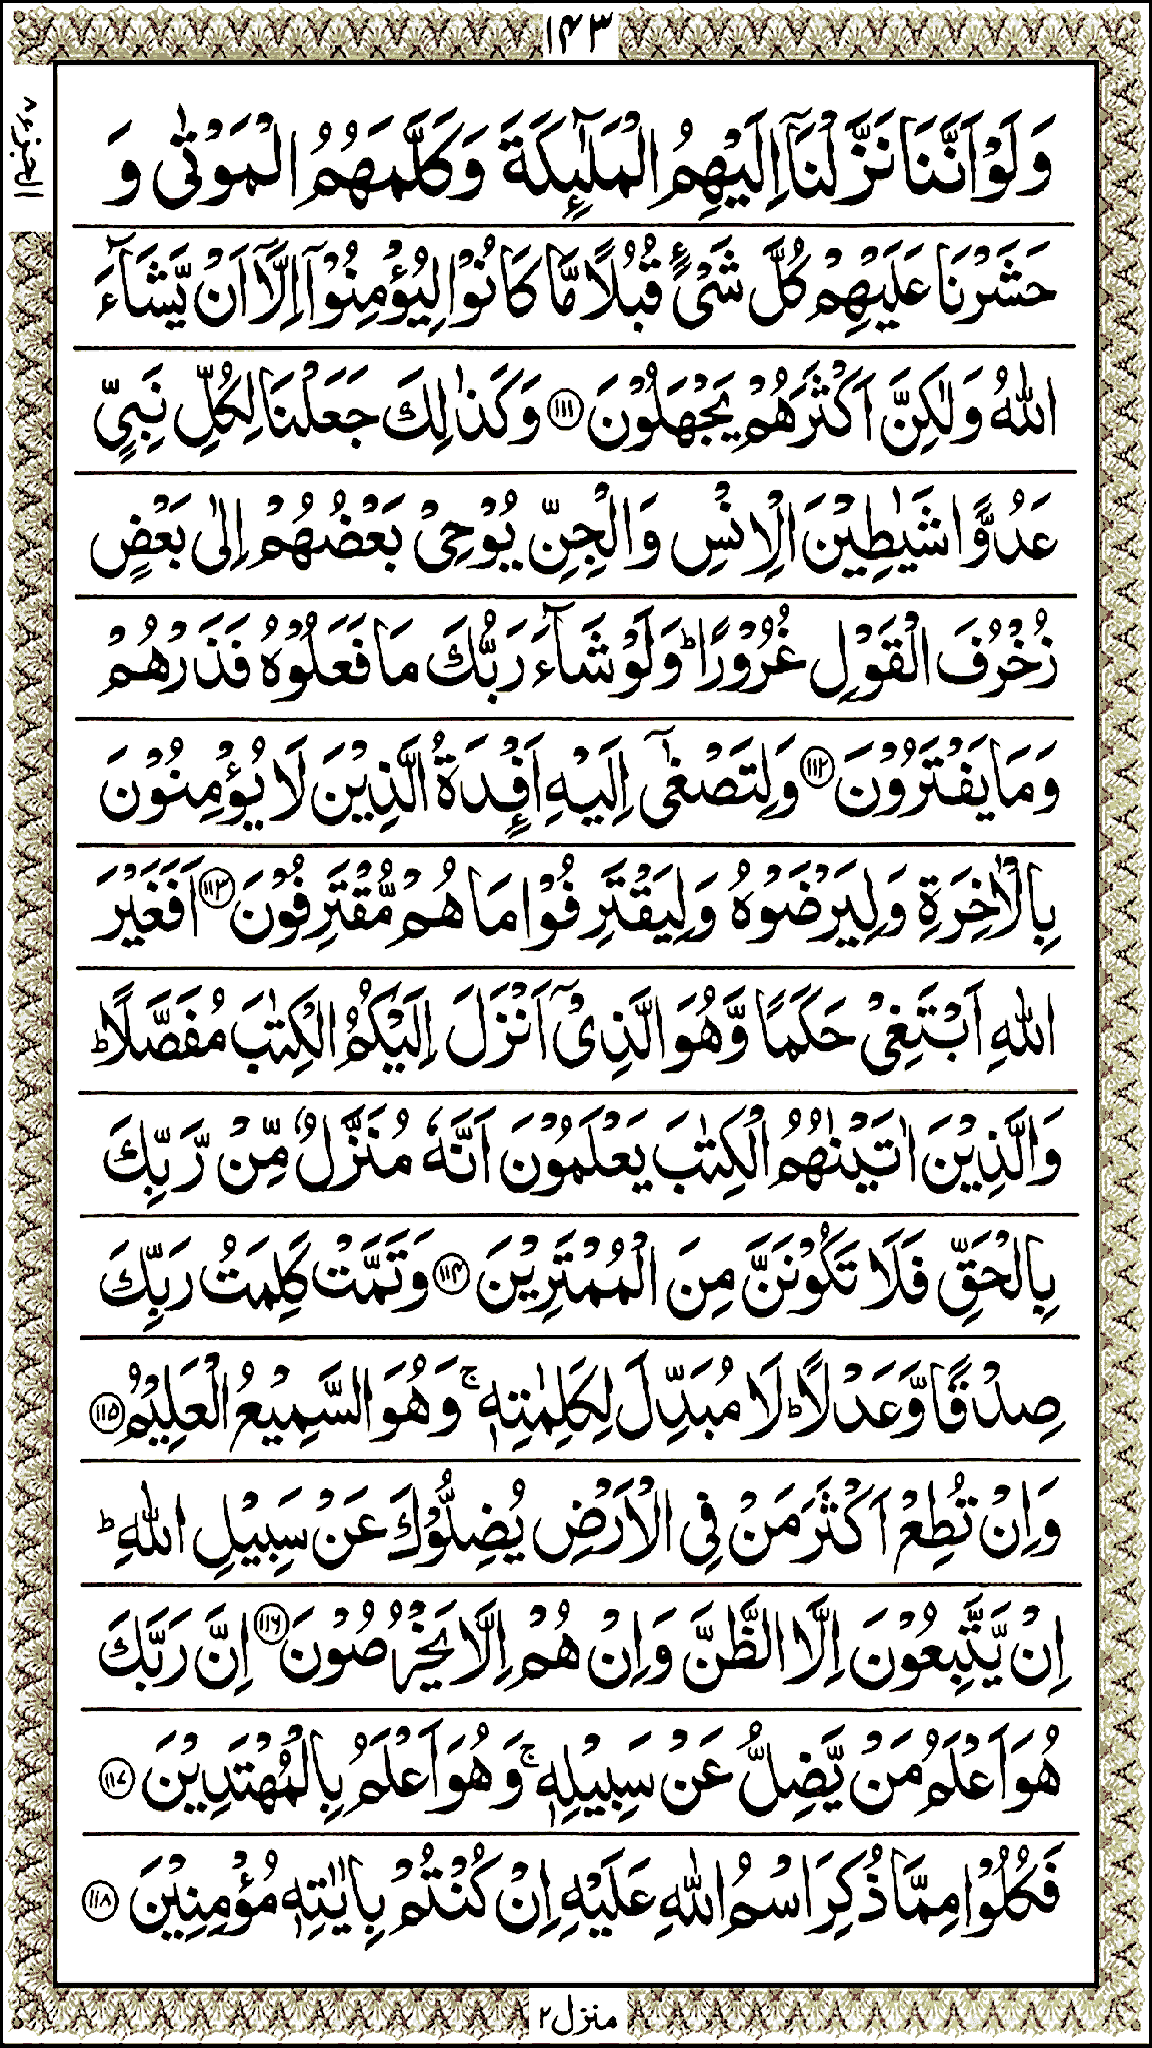 ١٤٣
الجزء ٨
وَلَوْ اَنَّنَا نَزَّلْنَاۤ اِلَيْهِمُ الْمَلٰٓئِكَةَ وَكَلَّمَهُمُ الْمَوْتٰى وَ
حَشَرْنَا عَلَيْهِمْ كُلَّ شَىْءٍ قُبُلًا مَّا كَانُوْا لِيُؤْمِنُوْۤا اِلَّاۤ اَنْ يَّشَآءَ
اللّٰهُ وَلٰكِنَّ اَكْثَرَهُمْ يَجْهَلُوْنَ ﴿١١١﴾ وَكَذٰلِكَ جَعَلْنَا لِكُلِّ نَبِىٍّ
عَدُوًّا شَيٰطِيْنَ الْاِنْسِ وَالْجِنِّ يُوْحِىْ بَعْضُهُمْ اِلٰى بَعْضٍ
زُخْرُفَ الْقَوْلِ غُرُوْرًا ؕ وَلَوْ شَآءَ رَبُّكَ مَا فَعَلُوْهُ فَذَرْهُمْ
وَمَا يَفْتَرُوْنَ ﴿١١٢﴾ وَلِتَصْغٰۤى اِلَيْهِ اَفْـِٕدَةُ الَّذِيْنَ لَا يُؤْمِنُوْنَ
بِالْاٰخِرَةِ وَلِيَرْضَوْهُ وَلِيَقْتَرِفُوْا مَا هُمْ مُّقْتَرِفُوْنَ ﴿١١٣﴾ اَفَغَيْرَ
اللّٰهِ اَبْتَغِىْ حَكَمًا وَّهُوَ الَّذِىْۤ اَنْزَلَ اِلَيْكُمُ الْكِتٰبَ مُفَصَّلًا ؕ
وَالَّذِيْنَ اٰتَيْنٰهُمُ الْكِتٰبَ يَعْلَمُوْنَ اَنَّهٗ مُنَزَّلٌ مِّنْ رَّبِّكَ
بِالْحَقِّ فَلَا تَكُوْنَنَّ مِنَ الْمُمْتَرِيْنَ ﴿١١٤﴾ وَتَمَّتْ كَلِمَتُ رَبِّكَ
صِدْقًا وَّعَدْلًا ؕ لَا مُبَدِّلَ لِكَلِمٰتِهٖ ۚ وَهُوَ السَّمِيْعُ الْعَلِيْمُ ﴿١١٥﴾
وَاِنْ تُطِعْ اَكْثَرَ مَنْ فِى الْاَرْضِ يُضِلُّوْكَ عَنْ سَبِيْلِ اللّٰهِ ؕ
اِنْ يَّتَّبِعُوْنَ اِلَّا الظَّنَّ وَاِنْ هُمْ اِلَّا يَخْرُصُوْنَ ﴿١١٦﴾ اِنَّ رَبَّكَ
هُوَ اَعْلَمُ مَنْ يَّضِلُّ عَنْ سَبِيْلِهٖ ۚ وَهُوَ اَعْلَمُ بِالْمُهْتَدِيْنَ ﴿١١٧﴾
فَكُلُوْا مِمَّا ذُكِرَ اسْمُ اللّٰهِ عَلَيْهِ اِنْ كُنْتُمْ بِاٰيٰتِهٖ مُؤْمِنِيْنَ ﴿١١٨﴾
منزل ٢